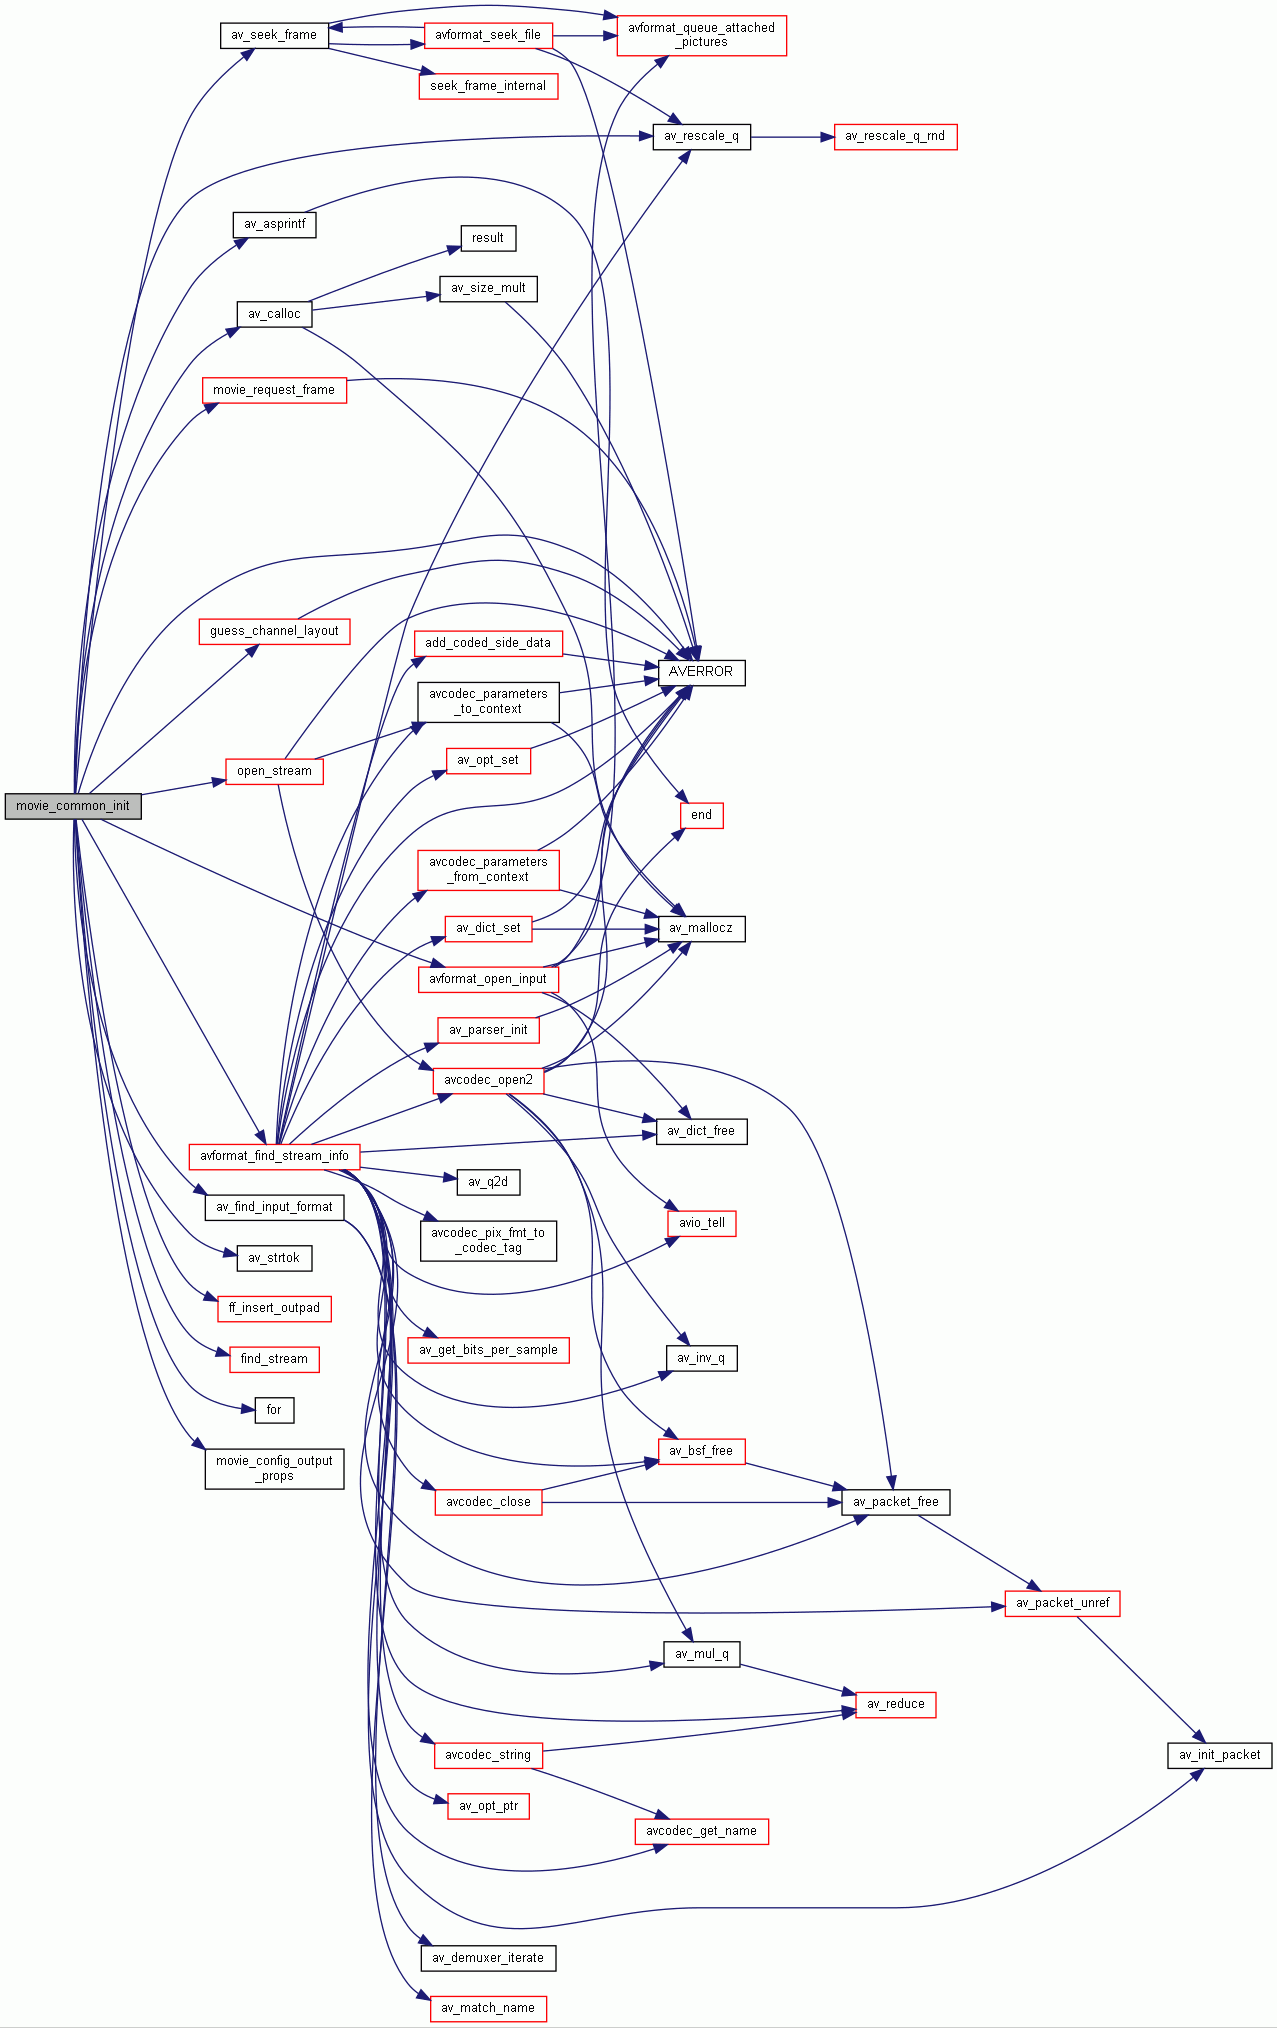 av_seek_frame
avformat_seek_file
avformat_queue_attached
_pictures
seek_frame_internal
av_rescale_q
av_rescale_q_rnd
av_asprintf
result
av_size_mult
av_calloc
movie_request_frame
guess_channel_layout
add_coded_side_data
AVERROR
avcodec_parameters
_to_context
av_opt_set
open_stream
movie_common_init
end
avcodec_parameters
_from_context
av_dict_set
av_mallocz
avformat_open_input
av_parser_init
avcodec_open2
av_dict_free
avformat_find_stream_info
av_q2d
av_find_input_format
avio_tell
avcodec_pix_fmt_to
_codec_tag
av_strtok
ff_insert_outpad
av_get_bits_per_sample
find_stream
av_inv_q
for
av_bsf_free
movie_config_output
_props
avcodec_close
av_packet_free
av_packet_unref
av_mul_q
av_reduce
avcodec_string
av_init_packet
av_opt_ptr
avcodec_get_name
av_demuxer_iterate
av_match_name